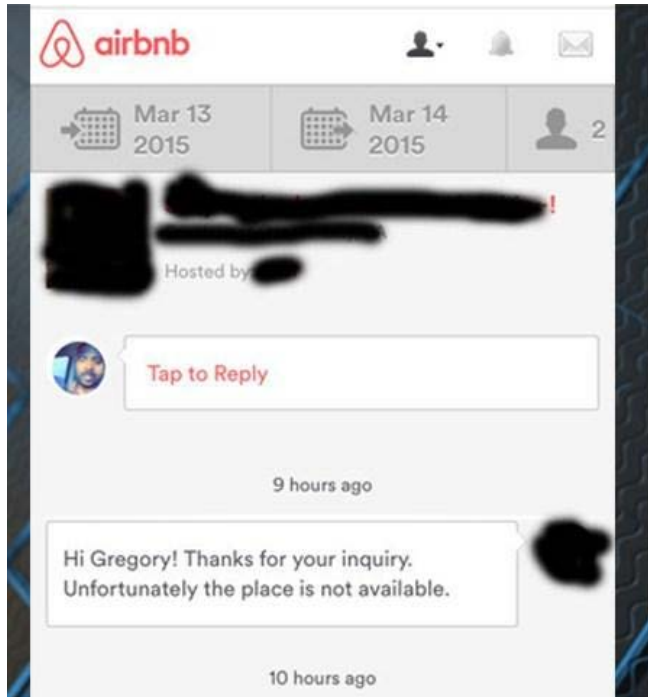 airbnb
Mar 13
2015
Mar 14
2015
2
!
Hosted by
Tap to Reply
9 hours ago
Hi Gregory! Thanks for your inquiry.
Unfortunately the place is not available.
10 hours ago